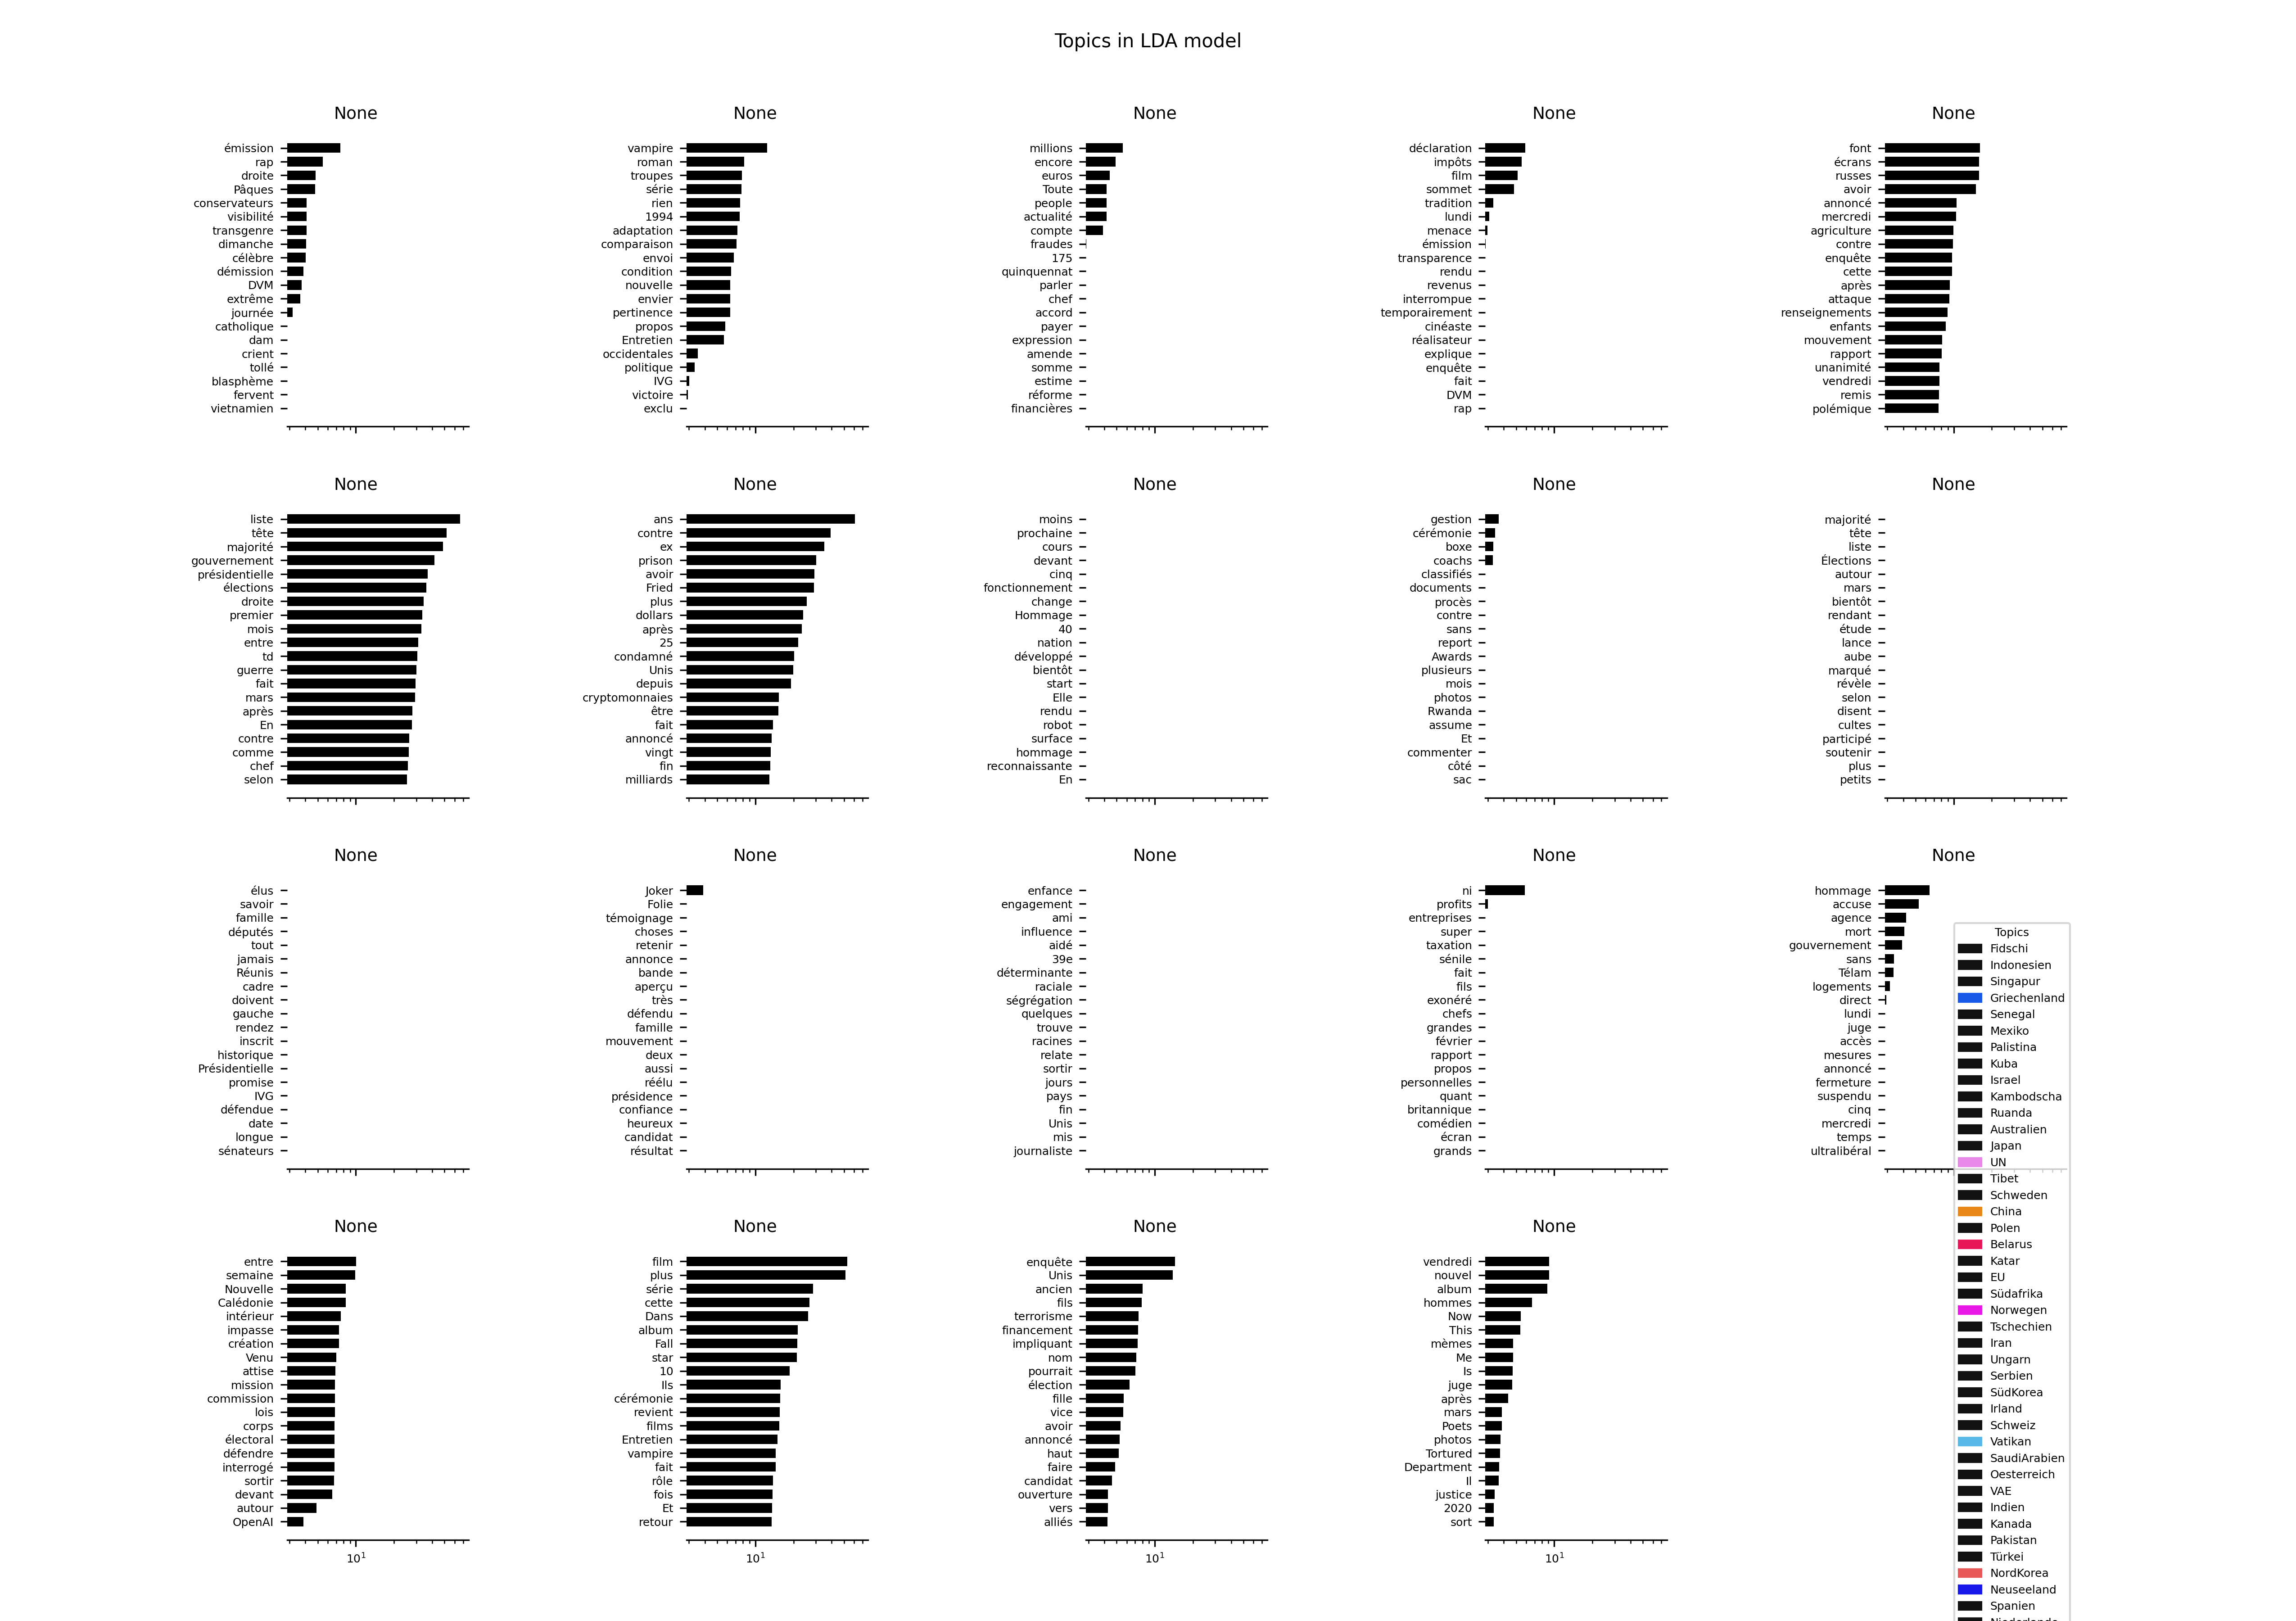 Topics in LDA model
None
émission
rap
droite
Pâques
conservateurs
visibilité
transgenre
dimanche
célèbre
démission
DVM
extrême
journée
catholique
dam
crient
tollé
blasphème
fervent
vietnamien
None
vampire
roman
troupes
série
rien
1994
adaptation
comparaison
envoi
condition
nouvelle
envier
pertinence
propos
Entretien
occidentales
politique
IVG
victoire
exclu
None
millions
encore
euros
Toute
people
actualité
compte
fraudes
175
quinquennat
parler
chef
accord
payer
expression
amende
somme
estime
réforme
financières
None
déclaration
impôts
film
sommet
tradition
lundi
menace
émission
transparence
rendu
revenus
interrompue
temporairement
cinéaste
réalisateur
explique
enquête
fait
DVM
rap
None
font
écrans
russes
avoir
annoncé
mercredi
agriculture
contre
enquête
cette
après
attaque
renseignements
enfants
mouvement
rapport
unanimité
vendredi
remis
polémique
None
liste
tête
majorité
gouvernement
présidentielle
élections
droite
premier
mois
entre
td
guerre
fait
mars
après
En
contre
comme
chef
selon
None
ans
contre
ex
prison
avoir
Fried
plus
dollars
après
25
condamné
Unis
depuis
cryptomonnaies
être
fait
annoncé
vingt
fin
milliards
None
moins
prochaine
cours
devant
cinq
fonctionnement
change
Hommage
40
nation
développé
bientôt
start
Elle
rendu
robot
surface
hommage
reconnaissante
En
None
gestion
cérémonie
boxe
coachs
classifiés
documents
procès
contre
sans
report
Awards
plusieurs
mois
photos
Rwanda
assume
Et
commenter
côté
sac
None
majorité
tête
liste
Élections
autour
mars
bientôt
rendant
étude
lance
aube
marqué
révèle
selon
disent
cultes
participé
soutenir
plus
petits
None
élus
savoir
famille
députés
tout
jamais
Réunis
cadre
doivent
gauche
rendez
inscrit
historique
Présidentielle
promise
IVG
défendue
date
longue
sénateurs
None
Joker
Folie
témoignage
choses
retenir
annonce
bande
aperçu
très
défendu
famille
mouvement
deux
aussi
réélu
présidence
confiance
heureux
candidat
résultat
None
enfance
engagement
ami
influence
aidé
39e
déterminante
raciale
ségrégation
quelques
trouve
racines
relate
sortir
jours
pays
fin
Unis
mis
journaliste
None
ni
profits
entreprises
super
taxation
sénile
fait
fils
exonéré
chefs
grandes
février
rapport
propos
personnelles
quant
britannique
comédien
écran
grands
None
hommage
accuse
agence
mort
gouvernement
sans
Télam
logements
direct
lundi
juge
accès
mesures
annoncé
fermeture
suspendu
cinq
mercredi
temps
ultralibéral
None
entre
semaine
Nouvelle
Calédonie
intérieur
impasse
création
Venu
attise
mission
commission
lois
corps
électoral
défendre
interrogé
sortir
devant
autour
OpenAI
10¹
None
film
plus
série
cette
Dans
album
Fall
star
10
Ils
cérémonie
revient
films
Entretien
vampire
fait
rôle
fois
Et
retour
10¹
None
enquête
Unis
ancien
fils
terrorisme
financement
impliquant
nom
pourrait
élection
fille
vice
avoir
annoncé
haut
faire
candidat
ouverture
vers
alliés
10¹
None
vendredi
nouvel
album
hommes
Now
This
mèmes
Me
Is
juge
après
mars
Poets
photos
Tortured
Department
Il
justice
2020
sort
10¹
Topics
Fidschi
Indonesien
Singapur
Griechenland
Senegal
Mexiko
Palistina
Kuba
Israel
Kambodscha
Ruanda
Australien
Japan
UN
Tibet
Schweden
China
Polen
Belarus
Katar
EU
Südafrika
Norwegen
Tschechien
Iran
Ungarn
Serbien
SüdKorea
Irland
Schweiz
Vatikan
SaudiArabien
Oesterreich
VAE
Indien
Kanada
Pakistan
Türkei
NordKorea
Neuseeland
Spanien